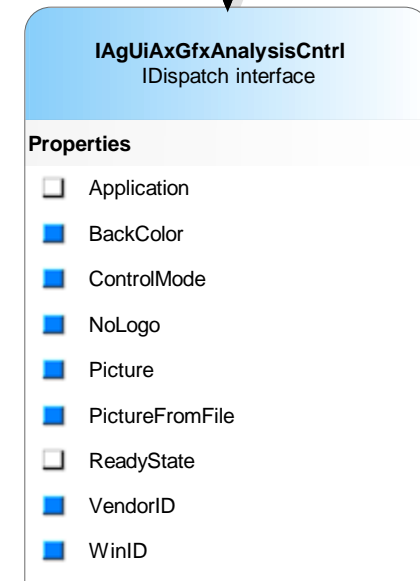 IAgUiAxGfxAnalysisCntrl
IDispatch interface
Properties
Application
BackColor
ControlMode
NoLogo
Picture
PictureFromFile
ReadyState
VendorID
WinID